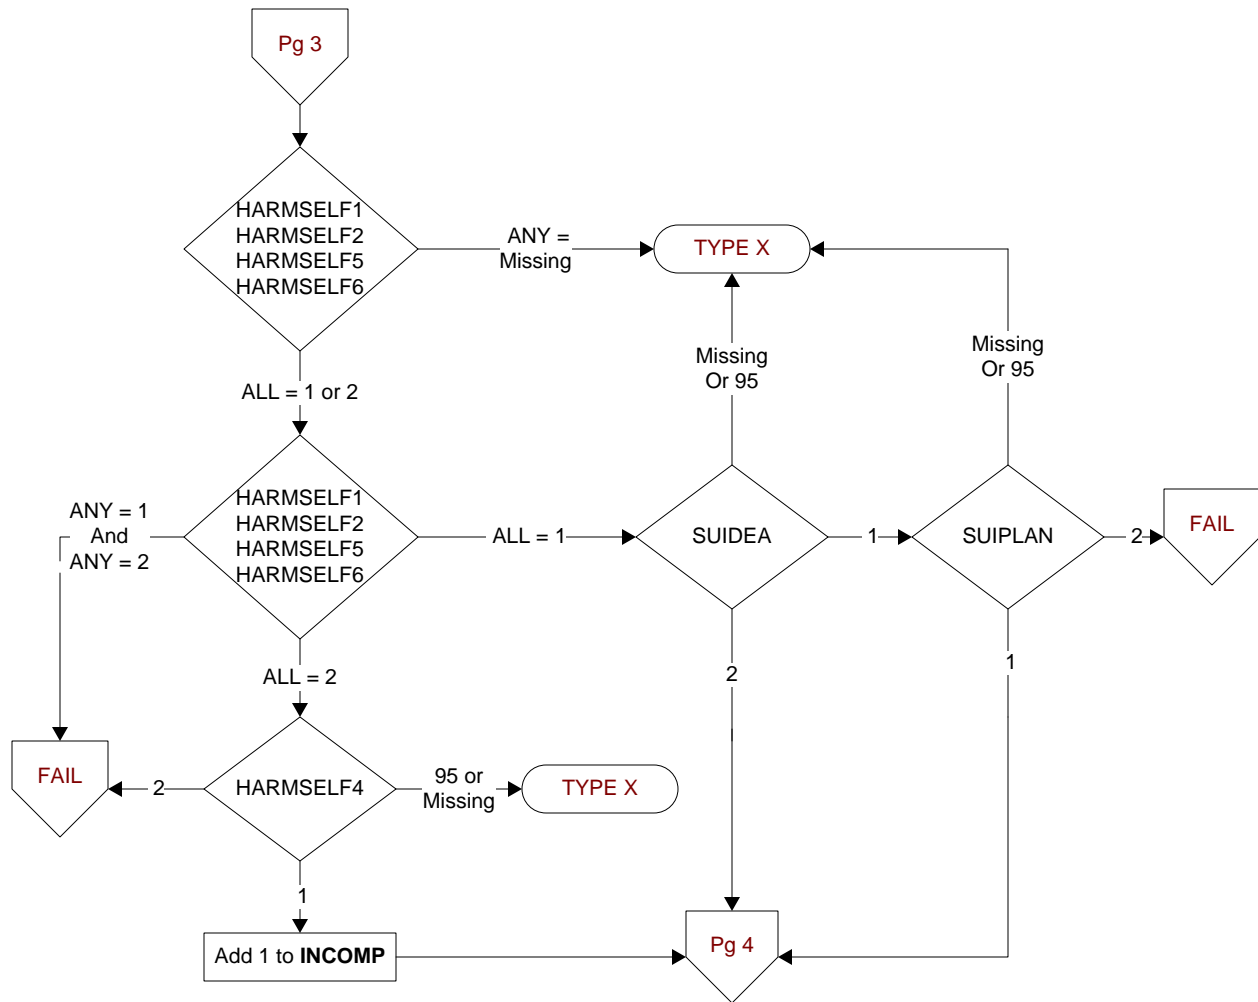 Pg 3
HARMSELF1
HARMSELF2
HARMSELF5
HARMSELF6
ANY =
Missing
TYPE X
Missing
Or 95
Missing
Or 95
ALL = 1 or 2
ANY = 1
And
ANY = 2
HARMSELF1
HARMSELF2
HARMSELF5
HARMSELF6
ALL = 1
SUIDEA
1
SUIPLAN
2
FAIL
ALL = 2
2
1
FAIL
2
HARMSELF4
95 or
Missing
TYPE X
1
Add 1 to INCOMP
Pg 4